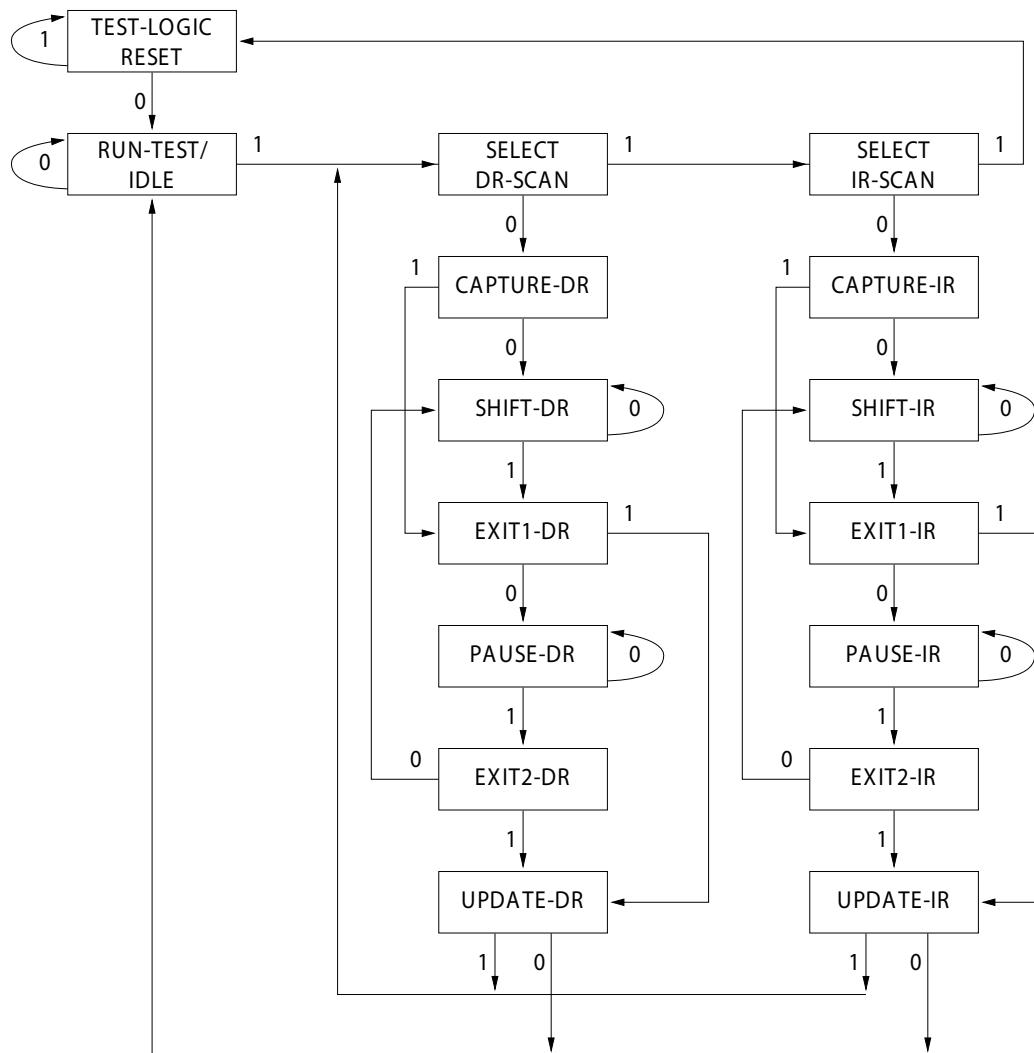 TEST-LOGIC
RESET
1
0
RUN-TEST/
IDLE
0
1
SELECT
DR-SCAN
1
SELECT
IR-SCAN
1
0
0
1
CAPTURE-DR
1
CAPTURE-IR
0
0
SHIFT-DR
0
SHIFT-IR
0
1
1
EXIT1-DR
1
EXIT1-IR
1
0
0
PAUSE-DR
0
PAUSE-IR
0
1
1
0
EXIT2-DR
0
EXIT2-IR
1
1
UPDATE-DR
UPDATE-IR
1
0
1
0